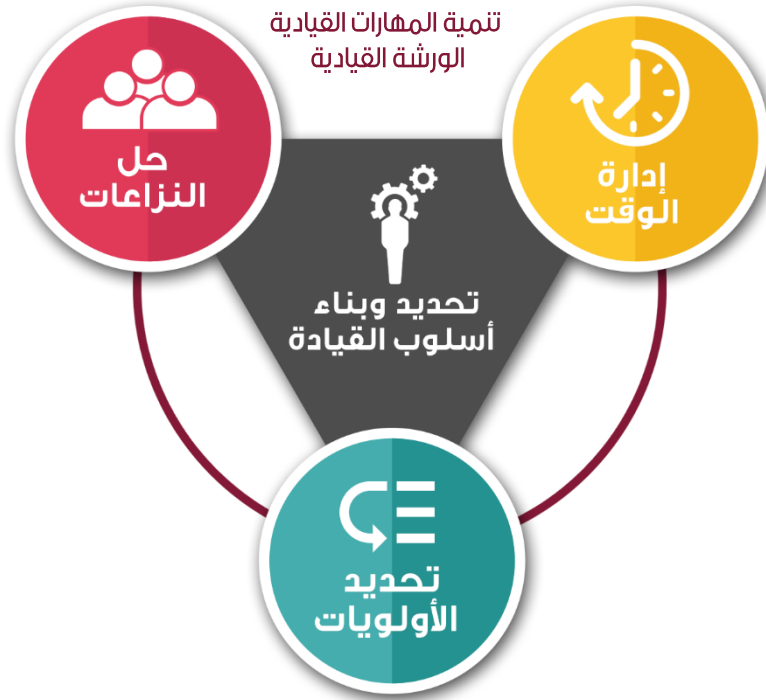 تنمية المهارات القيادية
الورشة القيادية
إدارة
الوقت
حل
النزاعات
تحديد وبناء
أسلوب القيادة
تحديد
الأولويات